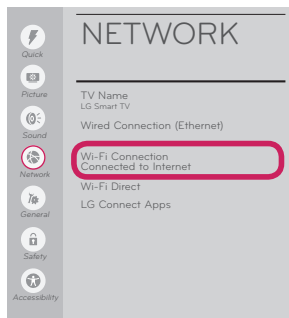 NETWORK
Quick
Picture
Sound
Network
General
Safety
Accessibility
TV Name
LG Smart TV
Wired Connection (Ethernet)
Wi-Fi Connection
Connected to Internet
Wi-Fi Direct
LG Connect Apps